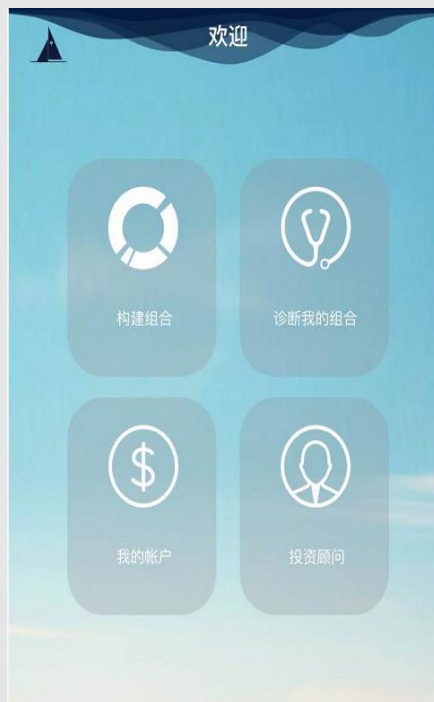 欢迎
构建组合
诊断我的组合
我的帐户
投资顾问